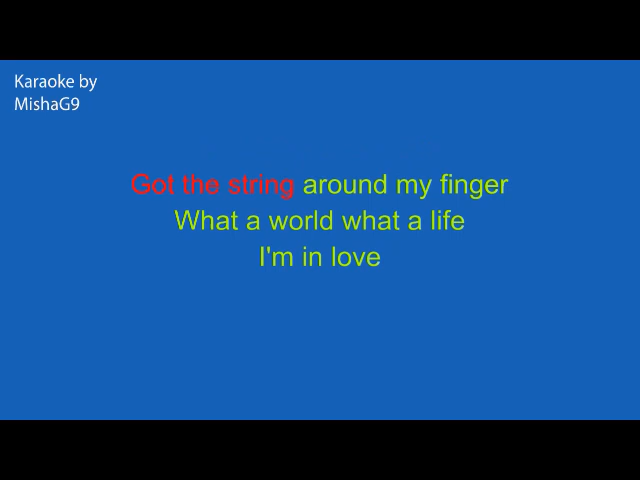 Karaoke by
MishaG9
Got the string around my finger
What a world what a life
I'm in love